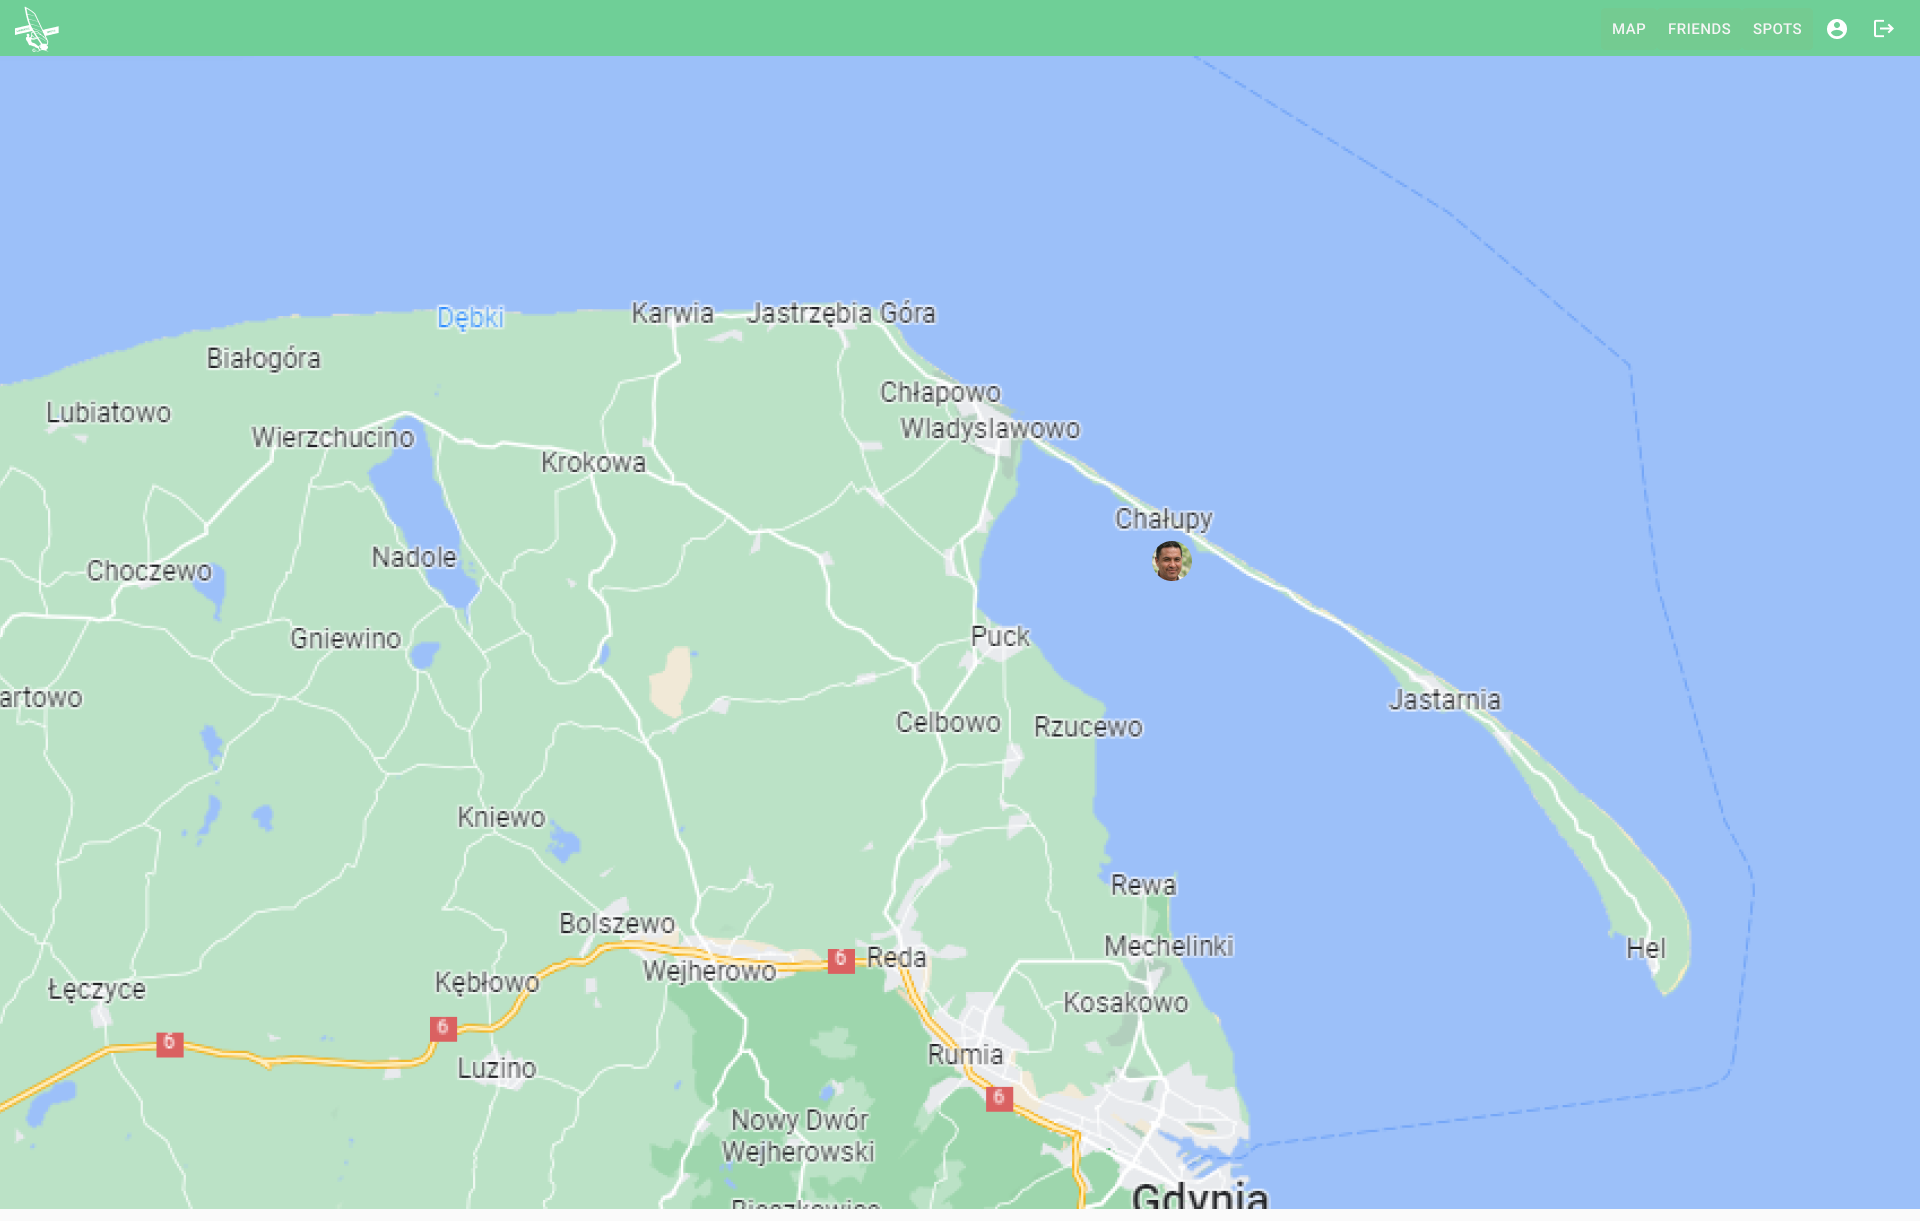 MAP FRIENDS SPOTS
Dębki
Karwia
Jastrzębia Góra
Białogóra
Chłapowo
Lubiatowo
Wladyslawowo
Wierzchucino
Krokowa
Chałupy
Nadole
Choczewo
Puck
Gniewino
artowo
Jastarnia
Celbowo
Rzucewo
Kniewo
Rewa
Bolszewo
Mechelinki
Hel
6
Reda
Wejherowo
Kębłowo
Łęczyce
Kosakowo
6
6
Rumia
Luzino
6
Nowy Dwór
Wejherowski
Gdynia